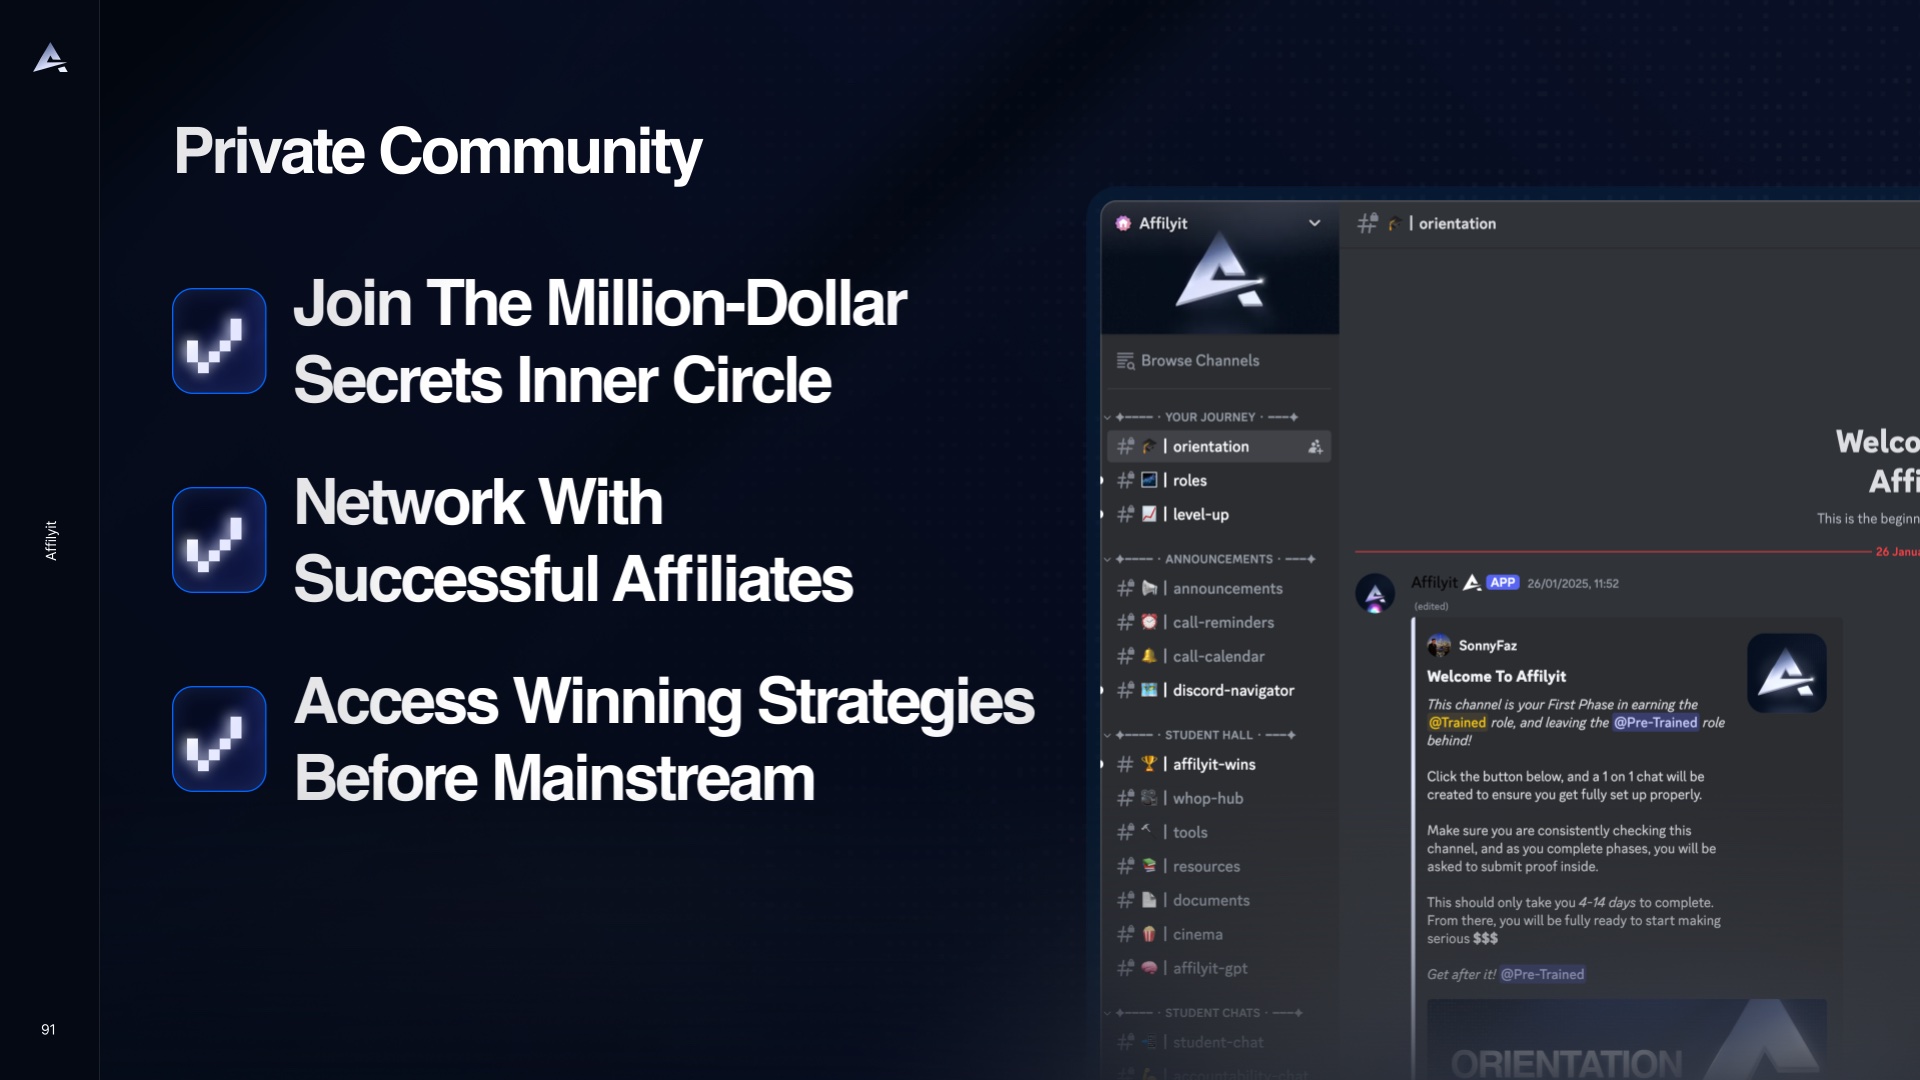 Private Community
Join The Million-Dollar
Secrets Inner Circle
Network With
Successful Affiliates
Access Winning Strategies
Before Mainstream
Affilyit
91
Affilyit
Browse Channels
YOUR JOURNEY
orientation
roles
level-up
ANNOUNCEMENTS
announcements
call-reminders
call-calendar
discord-navigator
STUDENT HALL
affilyit-wins
whop-hub
tools
resources
documents
cinema
affilyit-gpt
STUDENT CHATS
student-chat
accountability-chat
orientation
Welco
Affi
This is the beginn
26 Janua
Affilyit APP 26/01/2025, 11:52
(edited)
SonnyFaz
Welcome To Affilyit
This channel is your First Phase in earning the
@Trained role, and leaving the @Pre-Trained role
behind!
Click the button below, and a 1 on 1 chat will be
created to ensure you get fully set up properly.
Make sure you are consistently checking this
channel, and as you complete phases, you will be
asked to submit proof inside.
This should only take you 4-14 days to complete.
From there, you will be fully ready to start making
serious $$$
Get after it! @Pre-Trained
ORIENTATION